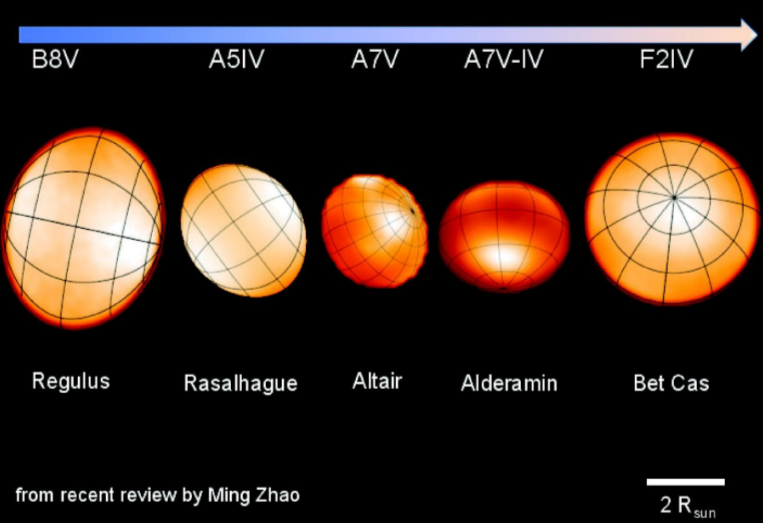 B8V A5IV A7V A7V-IV F2IV
Regulus Rasalhague Altair Alderamin Bet Cas
from recent review by Ming Zhao
2 Rsun